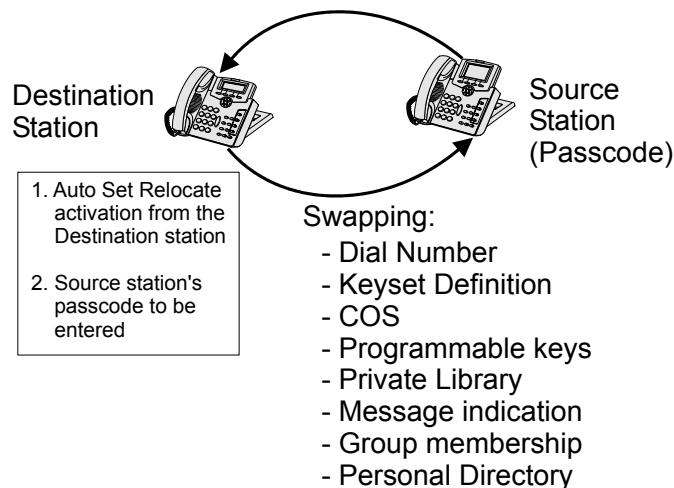 Destination
Station
Source
Station
(Passcode)
1. Auto Set Relocate
activation from the
Destination station
2. Source station's
passcode to be
entered
Swapping:
- Dial Number
- Keyset Definition
- COS
- Programmable keys
- Private Library
- Message indication
- Group membership
- Personal Directory